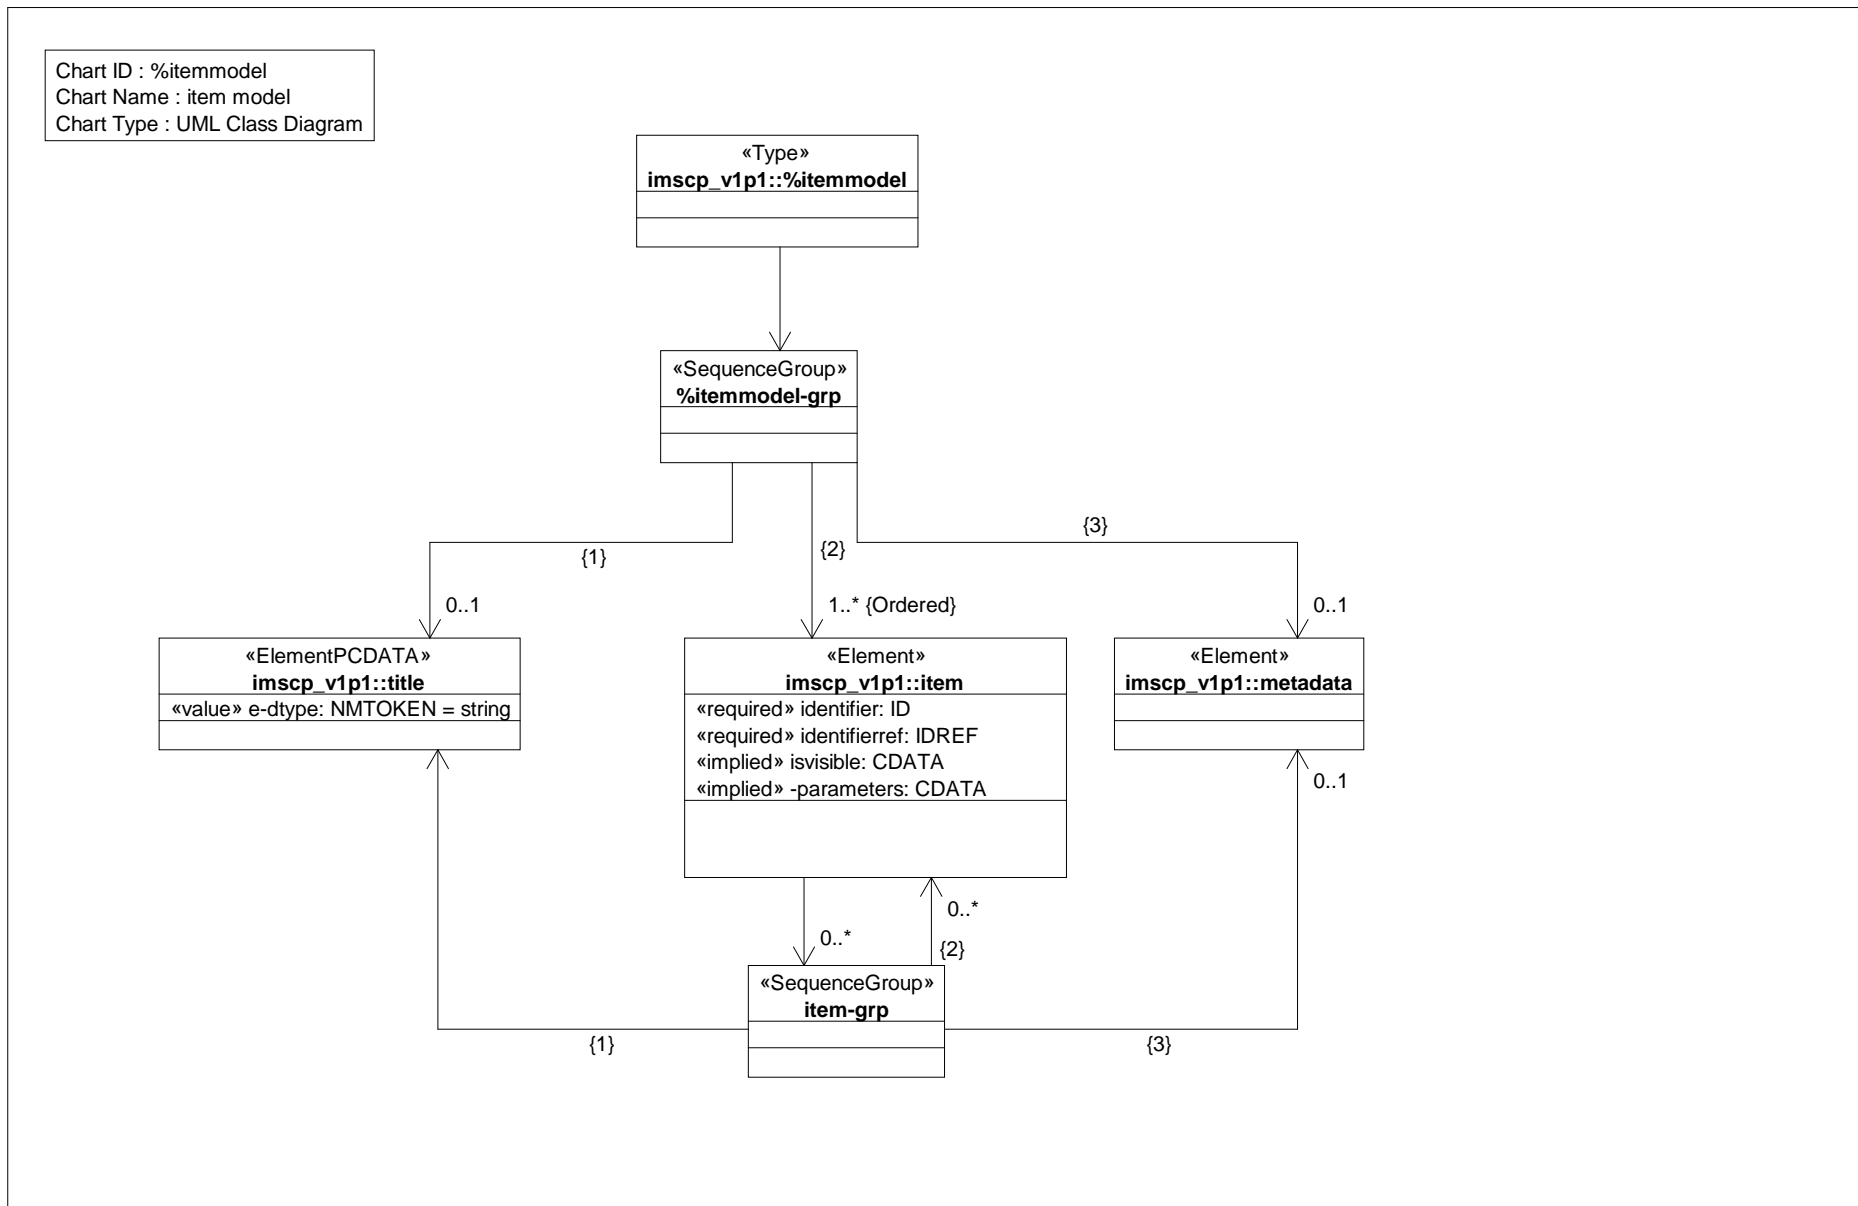 Chart ID : %itemmodel
Chart Name : item model
Chart Type : UML Class Diagram
«Type»
imscp_v1p1::%itemmodel
«SequenceGroup»
%itemmodel-grp
{1}
{2}
{3}
0..1
1..* {Ordered}
0..1
«ElementPCDATA»
imscp_v1p1::title
«value» e-dtype: NMTOKEN = string
«Element»
imscp_v1p1::item
«required» identifier: ID
«required» identifierref: IDREF
«implied» isvisible: CDATA
«implied» -parameters: CDATA
«Element»
imscp_v1p1::metadata
0..1
0..*
0..*
{2}
«SequenceGroup»
item-grp
{1}
{3}